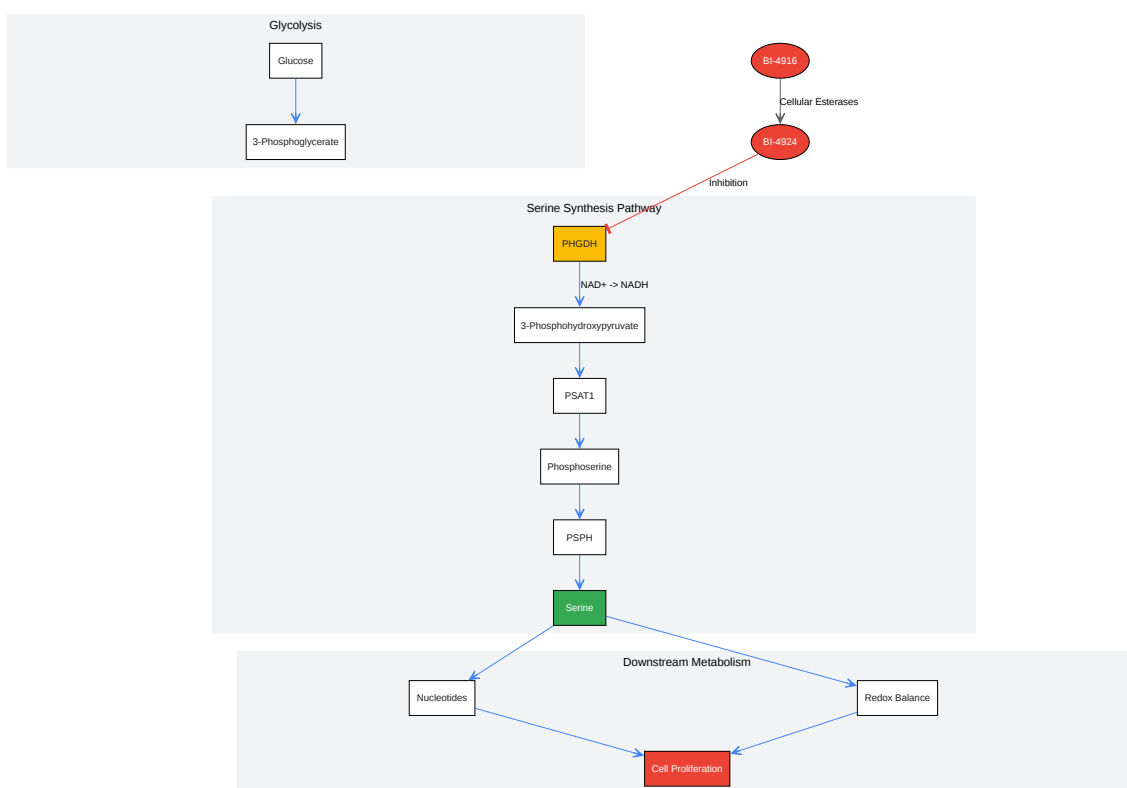 Glycolysis
Glucose
BI-4916
Cellular Esterases
3-Phosphoglycerate
BI-4924
Inhibition
Serine Synthesis Pathway
PHGDH
NAD+ -> NADH
3-Phosphohydroxypyruvate
PSAT1
Phosphoserine
PSPH
Serine
Downstream Metabolism
Nucleotides
Redox Balance
Cell Proliferation